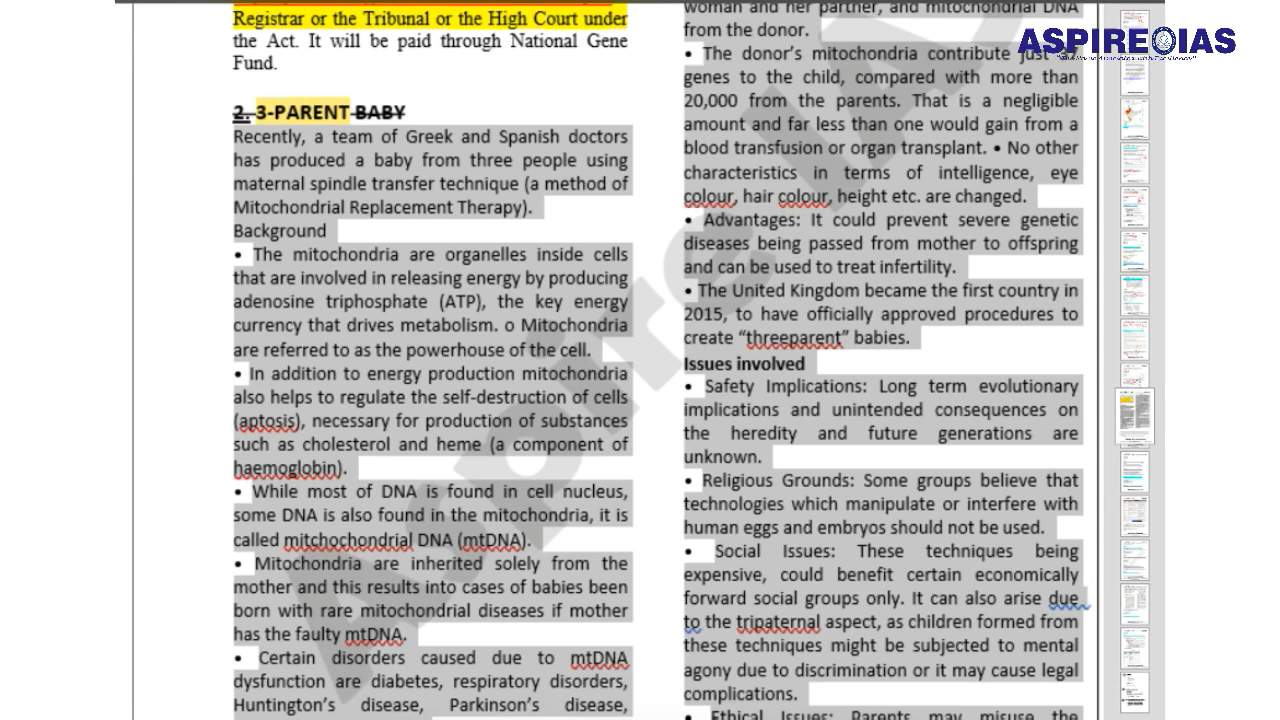 Registrar or the Tribunal or the High Court under
the Act. It will be paid through National Gene
Fund.
2. 3-PARENT BABY
Recently, a team of Greek and Spanish doctors
has produced a baby from three people using
maternal spindle transfer technique (a method of
Mitochondrial Replacement Therapy).
Background
• The mitochondria are organelles inside cells
that are involved in releasing energy by producing
adenosine triphosphate (ATP), the key energy
currency that drives metabolism. o Mitochondria
are referred to as the powerhouse of the cell.
• In addition to energy production mitochondria
also helps to regulate the self-destruction of cells
(aptosis), necessary for production of substances
such as cholesterol and heme (a component of
haemoglobin).
• While most of DNA is found in cell nucleus,
some DNA is also found in the mitochondria, it is
called mitchochondrial DNA (mtDNA).
• Mitochondria are inherited solely from the
mother and this results in cases of babies been
born with rare mitochondrial diseases if mother
has the faulty mtDNA.
• Certain disorders caused due to mtDNA
dysfunction are diabetes, respiratory disorders,
Huntington's disease, Parkinson's disease,
woman and her partner, and mitochondrial DNA
from the donor.
• The donor's mitochondria contribute just
genes to the child, compared with more than
20,000 from the parents. That is a negligible
amount and far less than one would gain from a
blood transfusion or organ transplant. • No other
characteristics in terms of intelligence, eye
colour, hair colour, height etc. are changed.
• Advantage: It could prevent severe genetic
diseases being passed from mother to offspring
and can be used to treat infertility.
• The United Kingdom became the first country in
2015, to have officially approved procedures to
create "threeparent" babies.
Issues involved
• Safety Implications: Long term evolutionary
implications and unintended consequences on
the heredity and future generations are
unknown.
Religious Grounds: Some groups believe that
technologies which manipulate or interfere with
human eggs and embryos should not be used.
Social Issues: These techniques being
expensive, could benefit certain economically
forward social groups only. It can also arise due
to the tripaternal aspect, as children formed from
these techniques might be subjected to mental
agony due to discrimination or it may cause legal
complications.
• Ethical Issues: Parents may misuse the
ASPIRE IAS